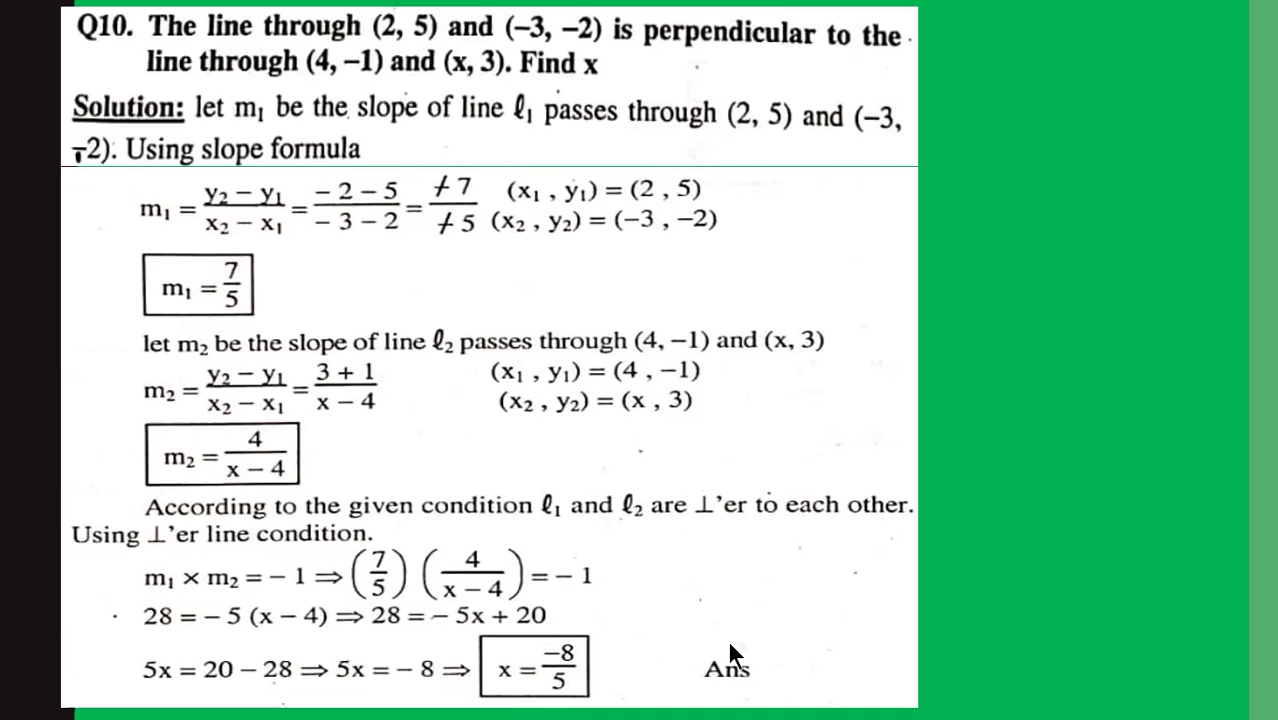 Q10. The line through (2, 5) and (–3, –2) is perpendicular to the
line through (4, –1) and (x, 3). Find x
Solution: let m₁ be the slope of line ℓ₁ passes through (2, 5) and (–3,
–2). Using slope formula
m₁ = (y₂ – y₁)/(x₂ – x₁) = (– 2 – 5)/(– 3 – 2) = (– 7)/(– 5) (x₁ , y₁) = (2 , 5)
(x₂ , y₂) = (–3 , –2)
m₁ = 7/5
let m₂ be the slope of line ℓ₂ passes through (4, –1) and (x, 3)
m₂ = (y₂ – y₁)/(x₂ – x₁) = (3 + 1)/(x – 4) (x₁ , y₁) = (4 , –1)
(x₂ , y₂) = (x , 3)
m₂ = 4/(x – 4)
According to the given condition ℓ₁ and ℓ₂ are ⊥'er to each other.
Using ⊥'er line condition.
m₁ × m₂ = – 1 ⇒ (7/5) (4/(x – 4)) = – 1
28 = – 5 (x – 4) ⇒ 28 = – 5x + 20
5x = 20 – 28 ⇒ 5x = – 8 ⇒ x = –8/5 Ans